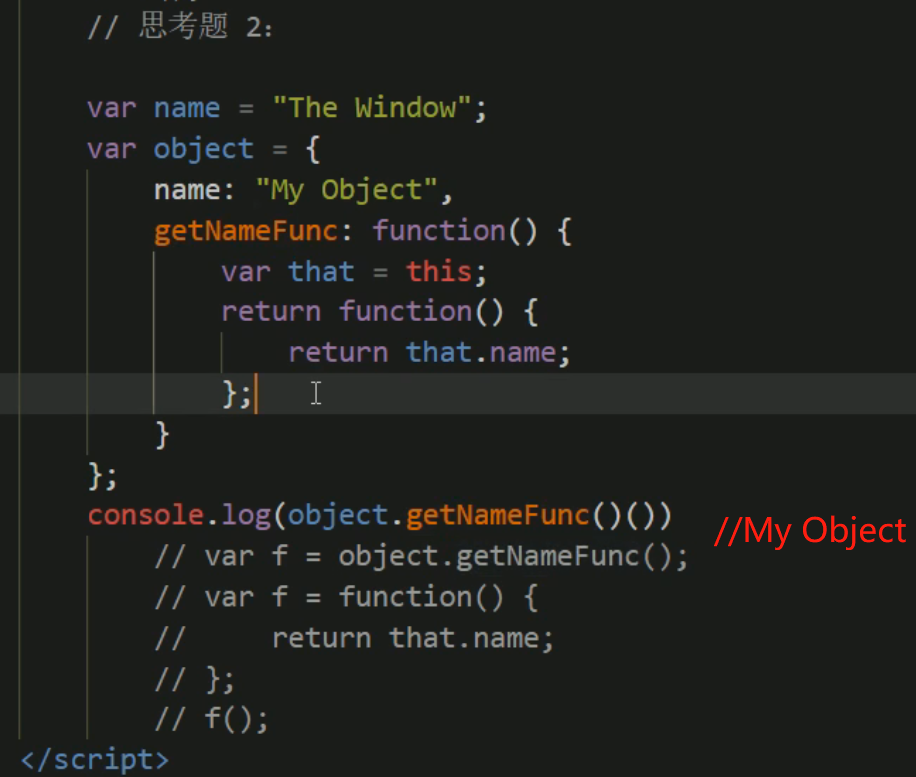 // 思考题 2:
var name = "The Window";
var object = {
name: "My Object",
getNameFunc: function() {
var that = this;
return function() {
return that.name;
};
}
};
console.log(object.getNameFunc()())
//My Object
// var f = object.getNameFunc();
// var f = function() {
//     return that.name;
// };
// f();
</script>